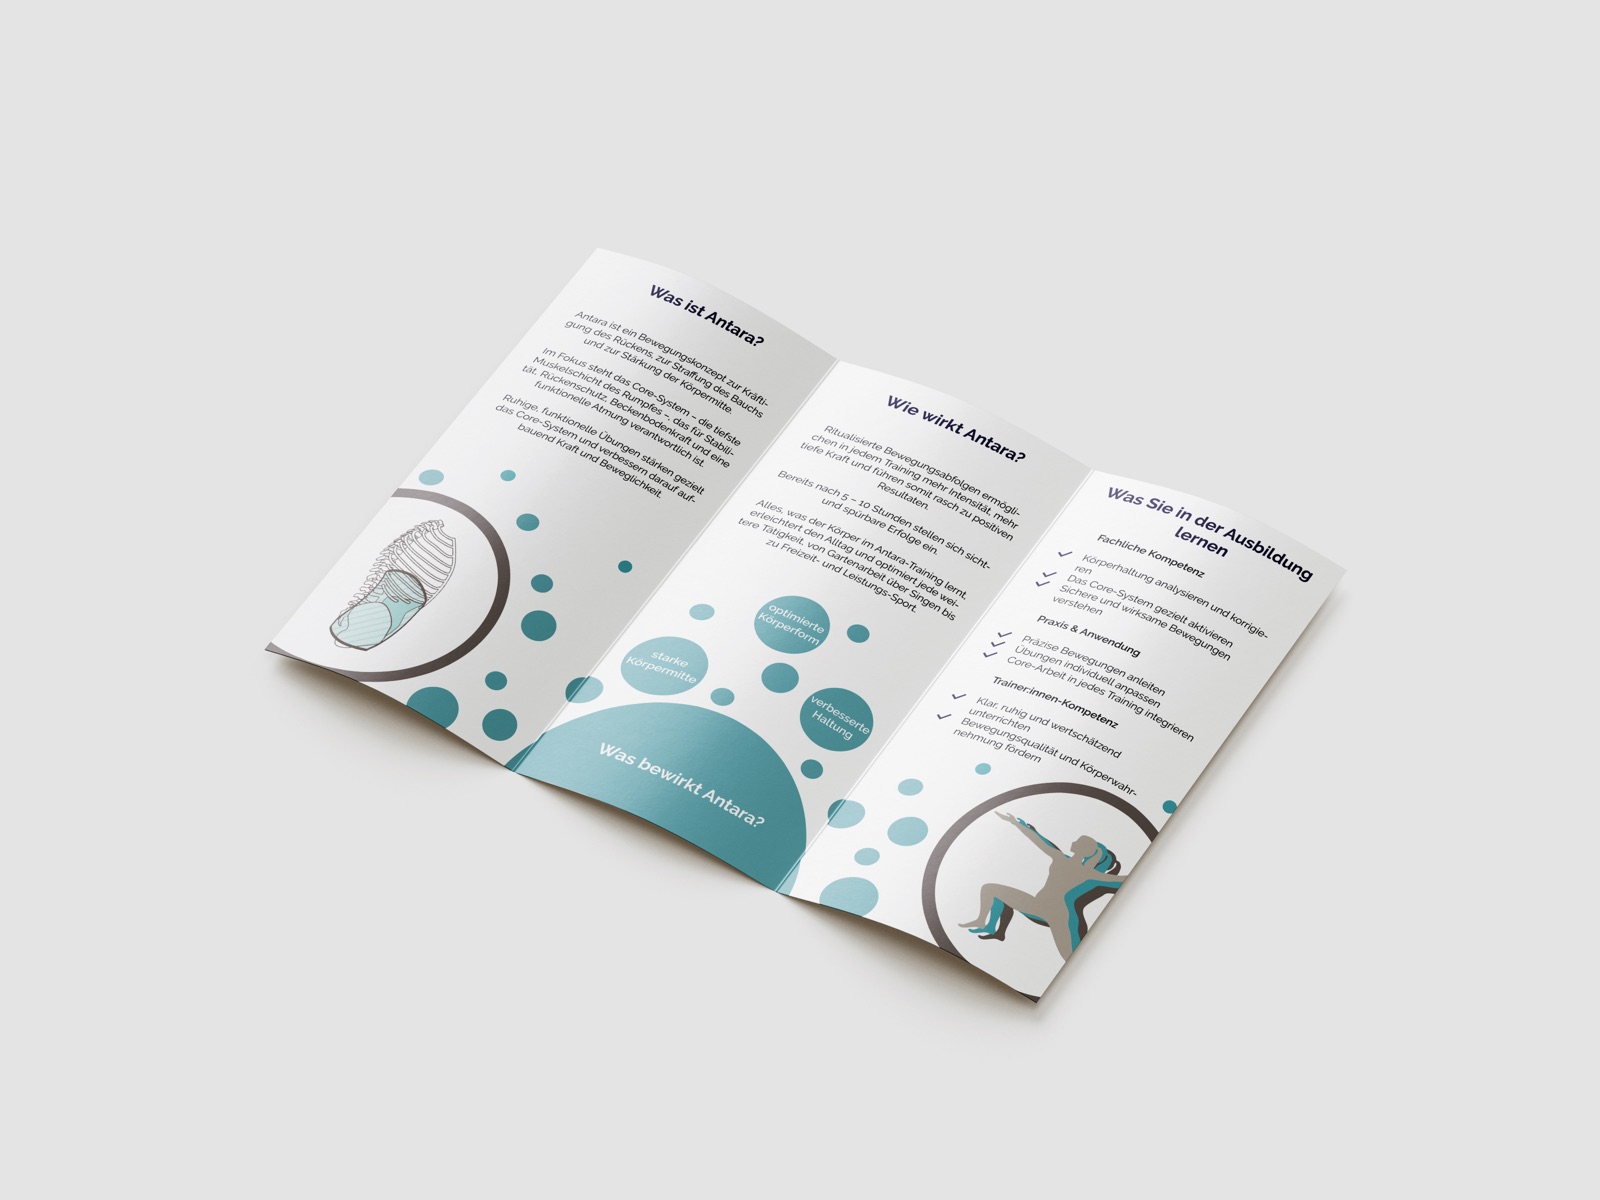 Was ist Antara?
Antara ist ein Bewegungskonzept zur Kräfti-
gung des Rückens, zur Straffung des Bauchs
und zur Stärkung der Körpermitte.
Im Fokus steht das Core-System – die tiefste
Muskelschicht des Rumpfes –, das für Stabili-
tät, Rückenschutz, Beckenbodenkraft und eine
funktionelle Atmung verantwortlich ist.
Ruhige, funktionelle Übungen stärken gezielt
das Core-System und verbessern darauf auf-
bauend Kraft und Beweglichkeit.
Wie wirkt Antara?
Ritualisierte Bewegungsabfolgen ermögli-
chen in jedem Training mehr Intensität, mehr
tiefe Kraft und führen somit rasch zu positiven
Resultaten.
Bereits nach 5 – 10 Stunden stellen sich sicht-
und spürbare Erfolge ein.
Alles, was der Körper im Antara-Training lernt,
erleichtert den Alltag und optimiert jede wei-
tere Tätigkeit, von Gartenarbeit über Singen bis
zu Freizeit- und Leistungs-Sport.
optimierte
Körperform
starke
Körpermitte
verbesserte
Haltung
Was bewirkt Antara?
Was Sie in der Ausbildung
lernen
Fachliche Kompetenz
Körperhaltung analysieren und korrigie-
ren
Das Core-System gezielt aktivieren
Sichere und wirksame Bewegungen
verstehen
Praxis & Anwendung
Präzise Bewegungen anleiten
Übungen individuell anpassen
Core-Arbeit in jedes Training integrieren
Trainer:innen-Kompetenz
Klar, ruhig und wertschätzend
unterrichten
Bewegungsqualität und Körperwahr-
nehmung fördern